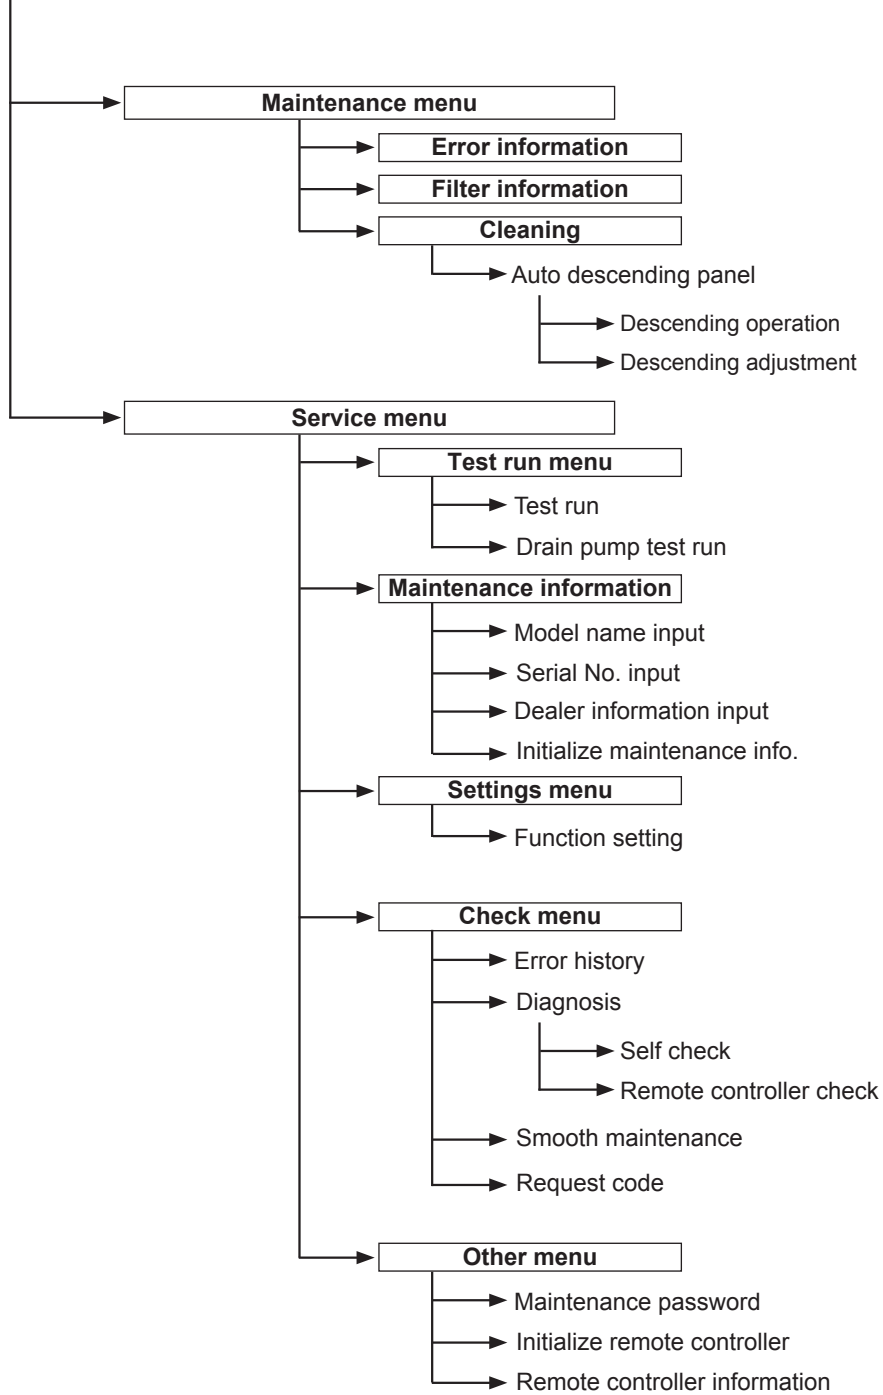 Maintenance menu
Error information
Filter information
Cleaning
Auto descending panel
Descending operation
Descending adjustment
Service menu
Test run menu
Test run
Drain pump test run
Maintenance information
Model name input
Serial No. input
Dealer information input
Initialize maintenance info.
Settings menu
Function setting
Check menu
Error history
Diagnosis
Self check
Remote controller check
Smooth maintenance
Request code
Other menu
Maintenance password
Initialize remote controller
Remote controller information